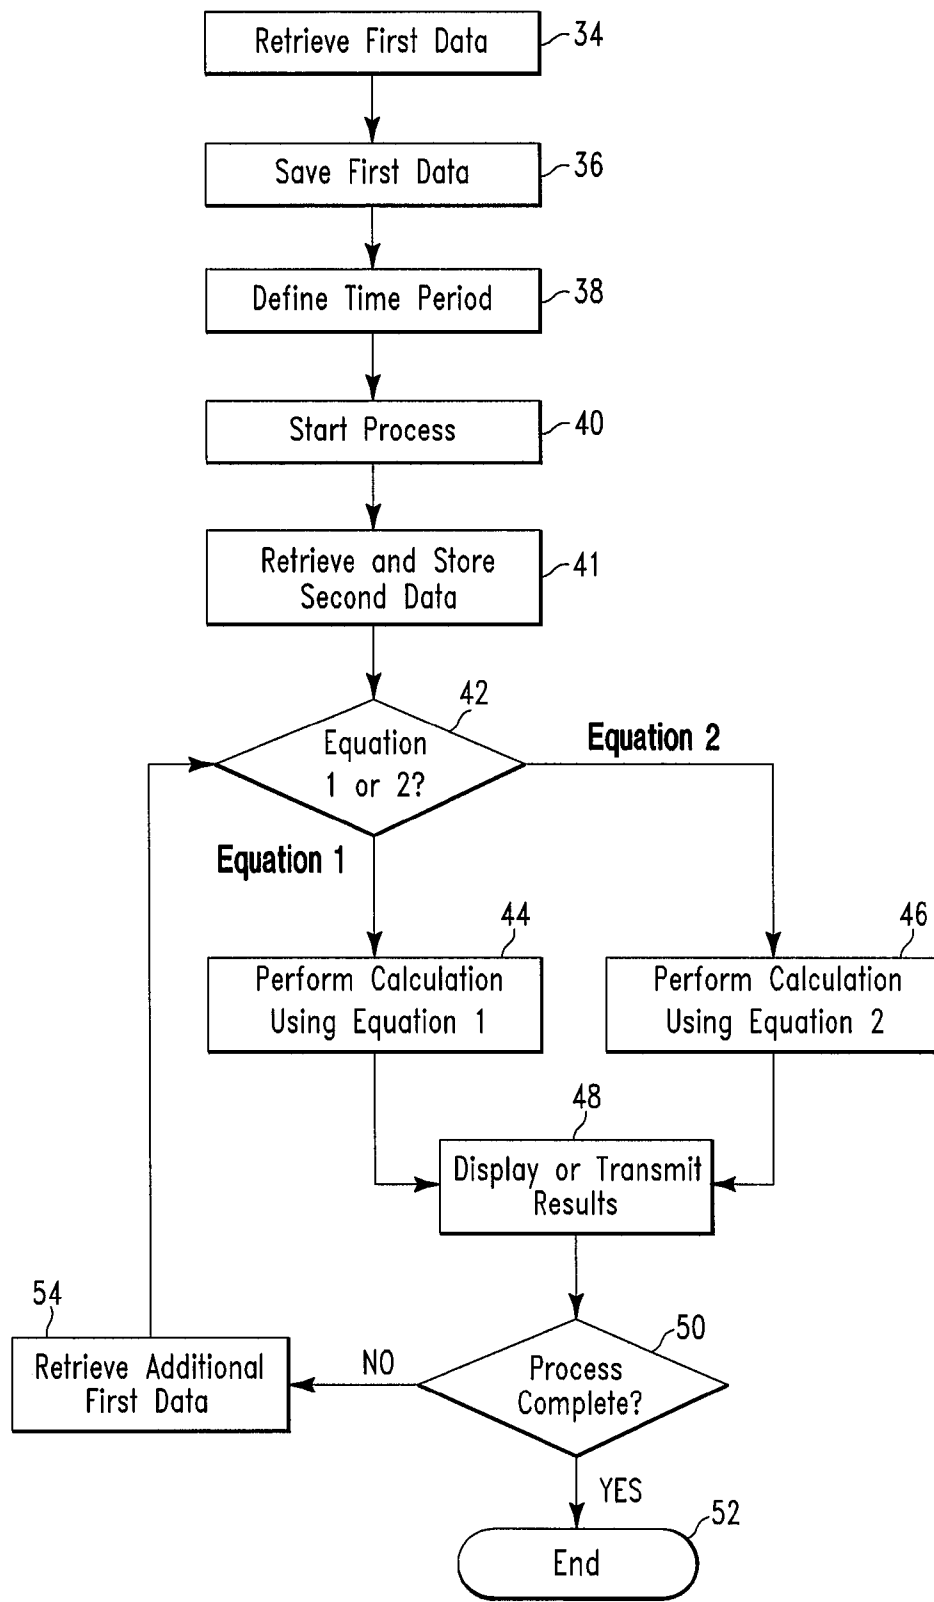 Retrieve First Data
34
Save First Data
36
Define Time Period
38
Start Process
40
Retrieve and Store
Second Data
41
42
Equation
1 or 2?
Equation 2
Equation 1
44
Perform Calculation
Using Equation 1
46
Perform Calculation
Using Equation 2
48
Display or Transmit
Results
50
Process
Complete?
NO
54
Retrieve Additional
First Data
YES
52
End